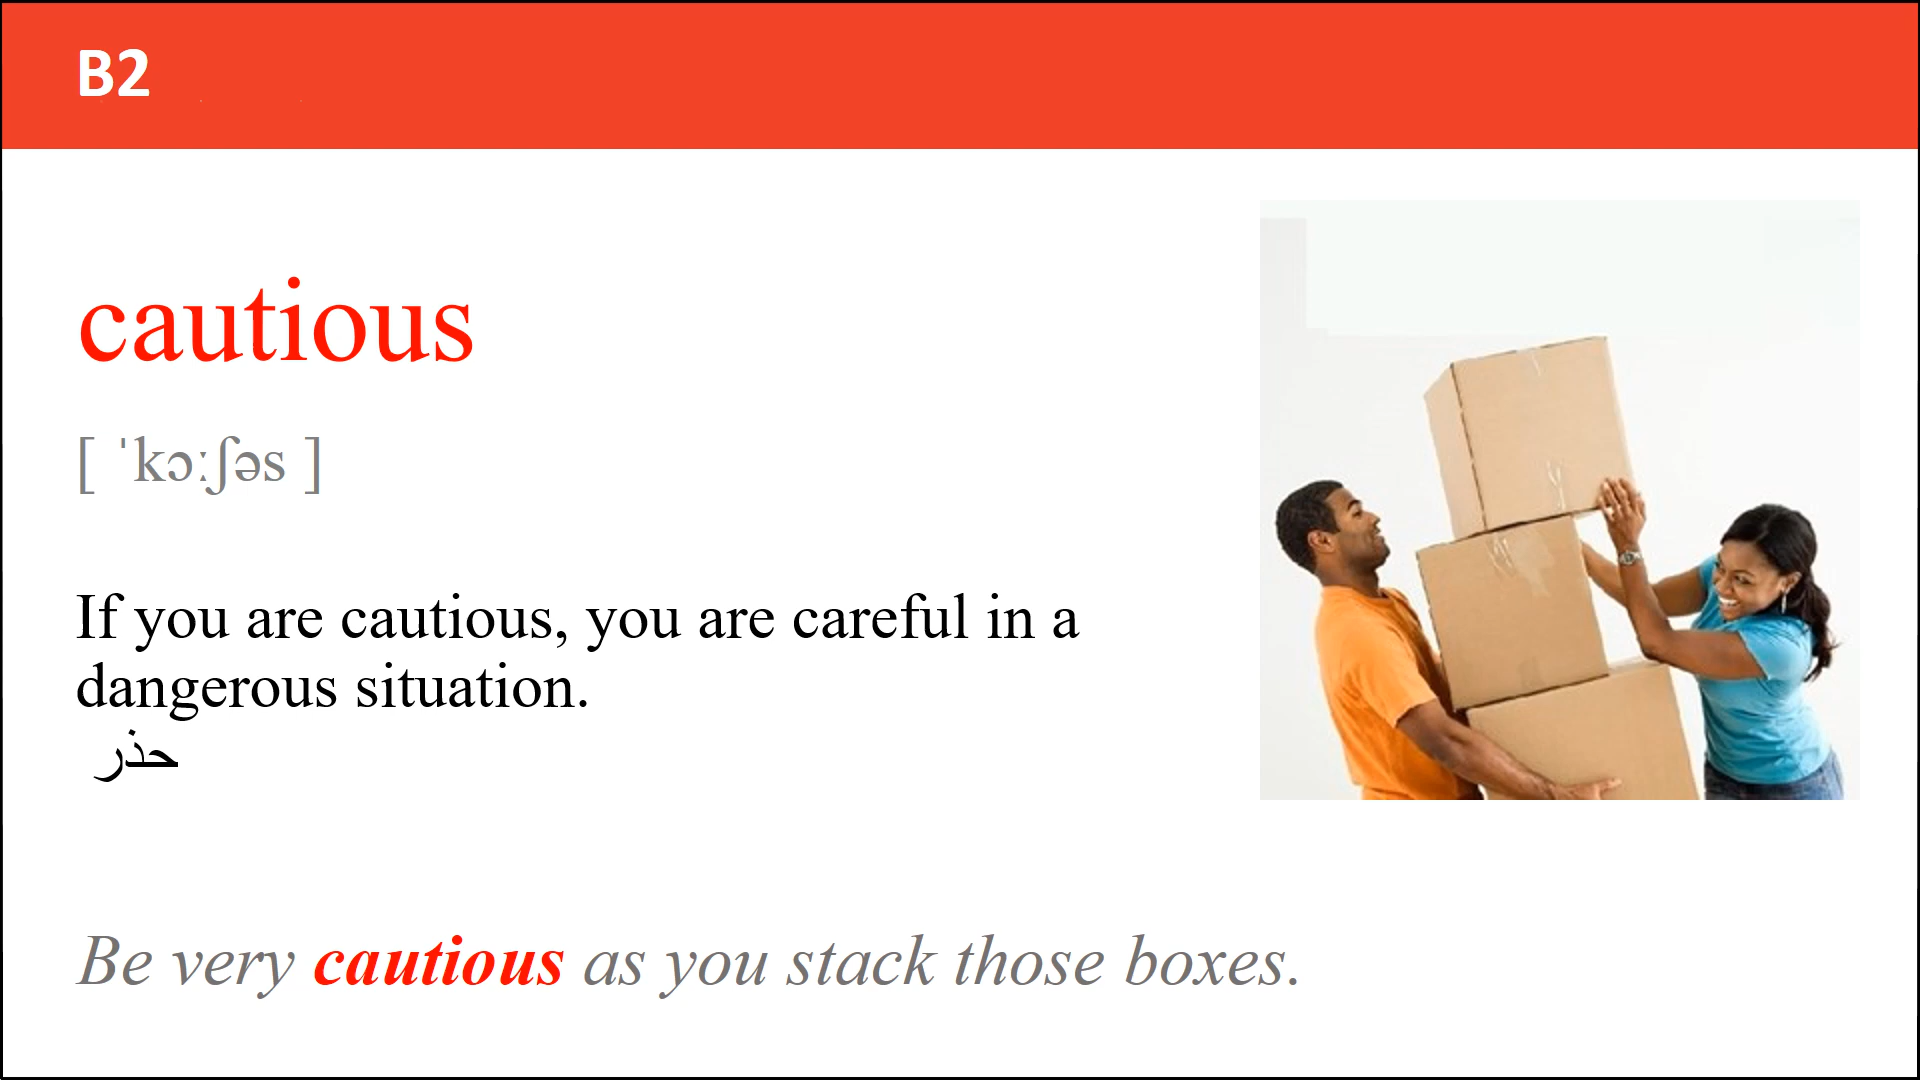 B2
cautious
[ ˈkɔːʃəs ]
If you are cautious, you are careful in a
dangerous situation.
حذر
Be very cautious as you stack those boxes.